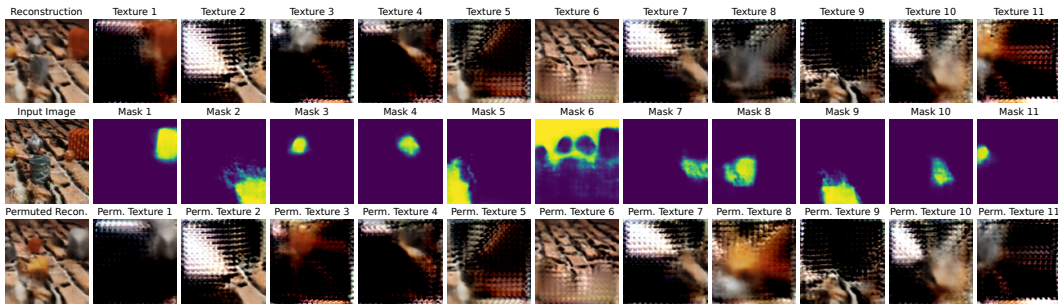 Reconstruction Texture 1 Texture 2 Texture 3 Texture 4 Texture 5 Texture 6 Texture 7 Texture 8 Texture 9 Texture 10 Texture 11
Input Image Mask 1 Mask 2 Mask 3 Mask 4 Mask 5 Mask 6 Mask 7 Mask 8 Mask 9 Mask 10 Mask 11
Permuted Recon. Perm. Texture 1 Perm. Texture 2 Perm. Texture 3 Perm. Texture 4 Perm. Texture 5 Perm. Texture 6 Perm. Texture 7 Perm. Texture 8 Perm. Texture 9 Perm. Texture 10 Perm. Texture 11